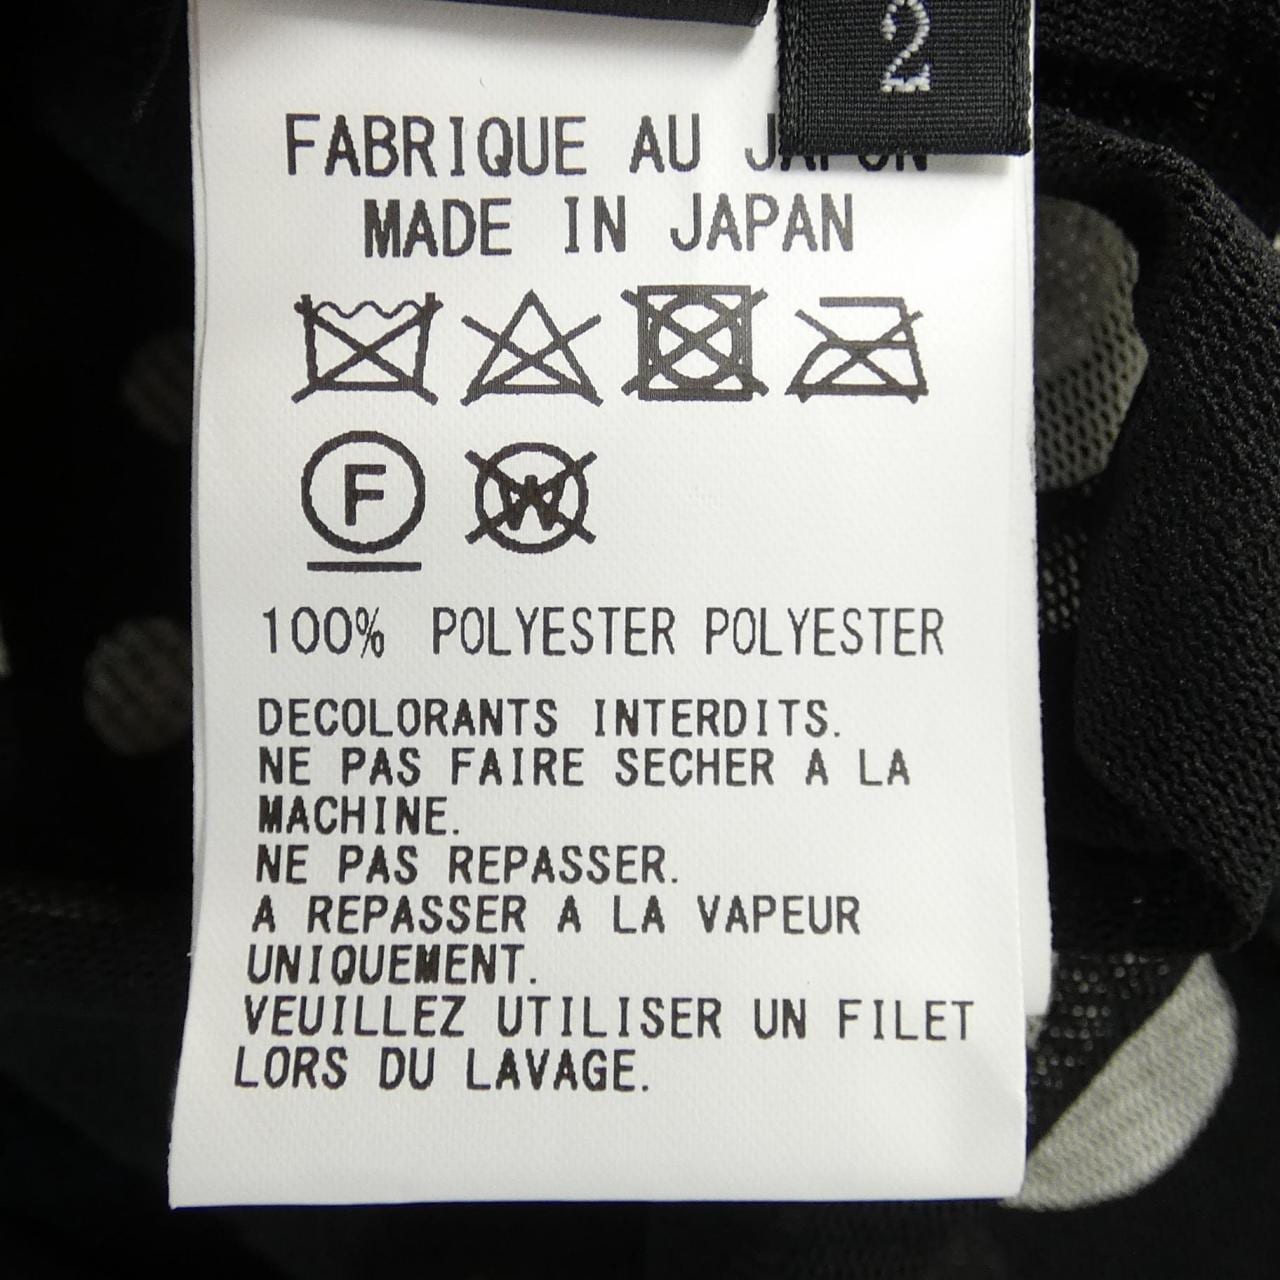 2
FABRIQUE AU JAPON
MADE IN JAPAN
F W
100% POLYESTER POLYESTER
DECOLORANTS INTERDITS.
NE PAS FAIRE SECHER A LA
MACHINE.
NE PAS REPASSER.
A REPASSER A LA VAPEUR
UNIQUEMENT.
VEUILLEZ UTILISER UN FILET
LORS DU LAVAGE.